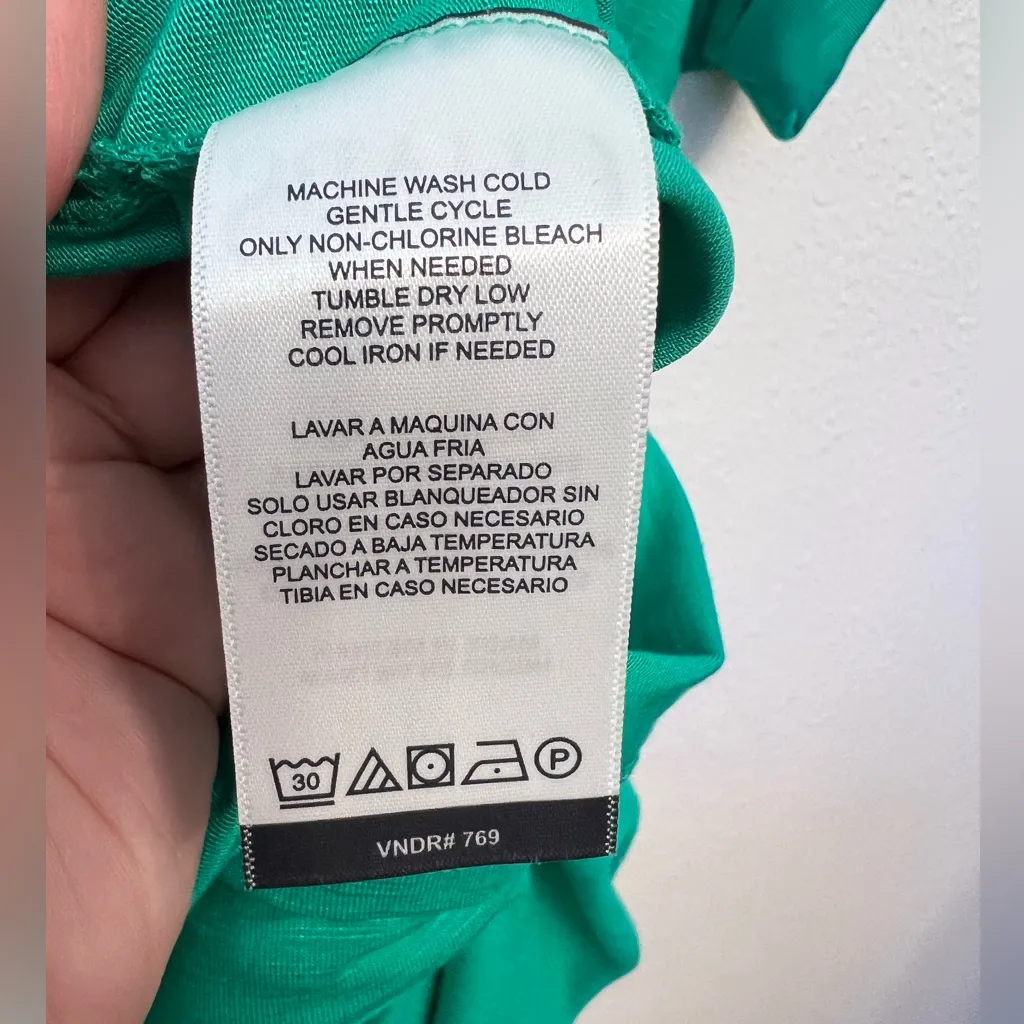 MACHINE WASH COLD
GENTLE CYCLE
ONLY NON-CHLORINE BLEACH
WHEN NEEDED
TUMBLE DRY LOW
REMOVE PROMPTLY
COOL IRON IF NEEDED
LAVAR A MAQUINA CON
AGUA FRIA
LAVAR POR SEPARADO
SOLO USAR BLANQUEADOR SIN
CLORO EN CASO NECESARIO
SECADO A BAJA TEMPERATURA
PLANCHAR A TEMPERATURA
TIBIA EN CASO NECESARIO
30 P
VNDR# 769